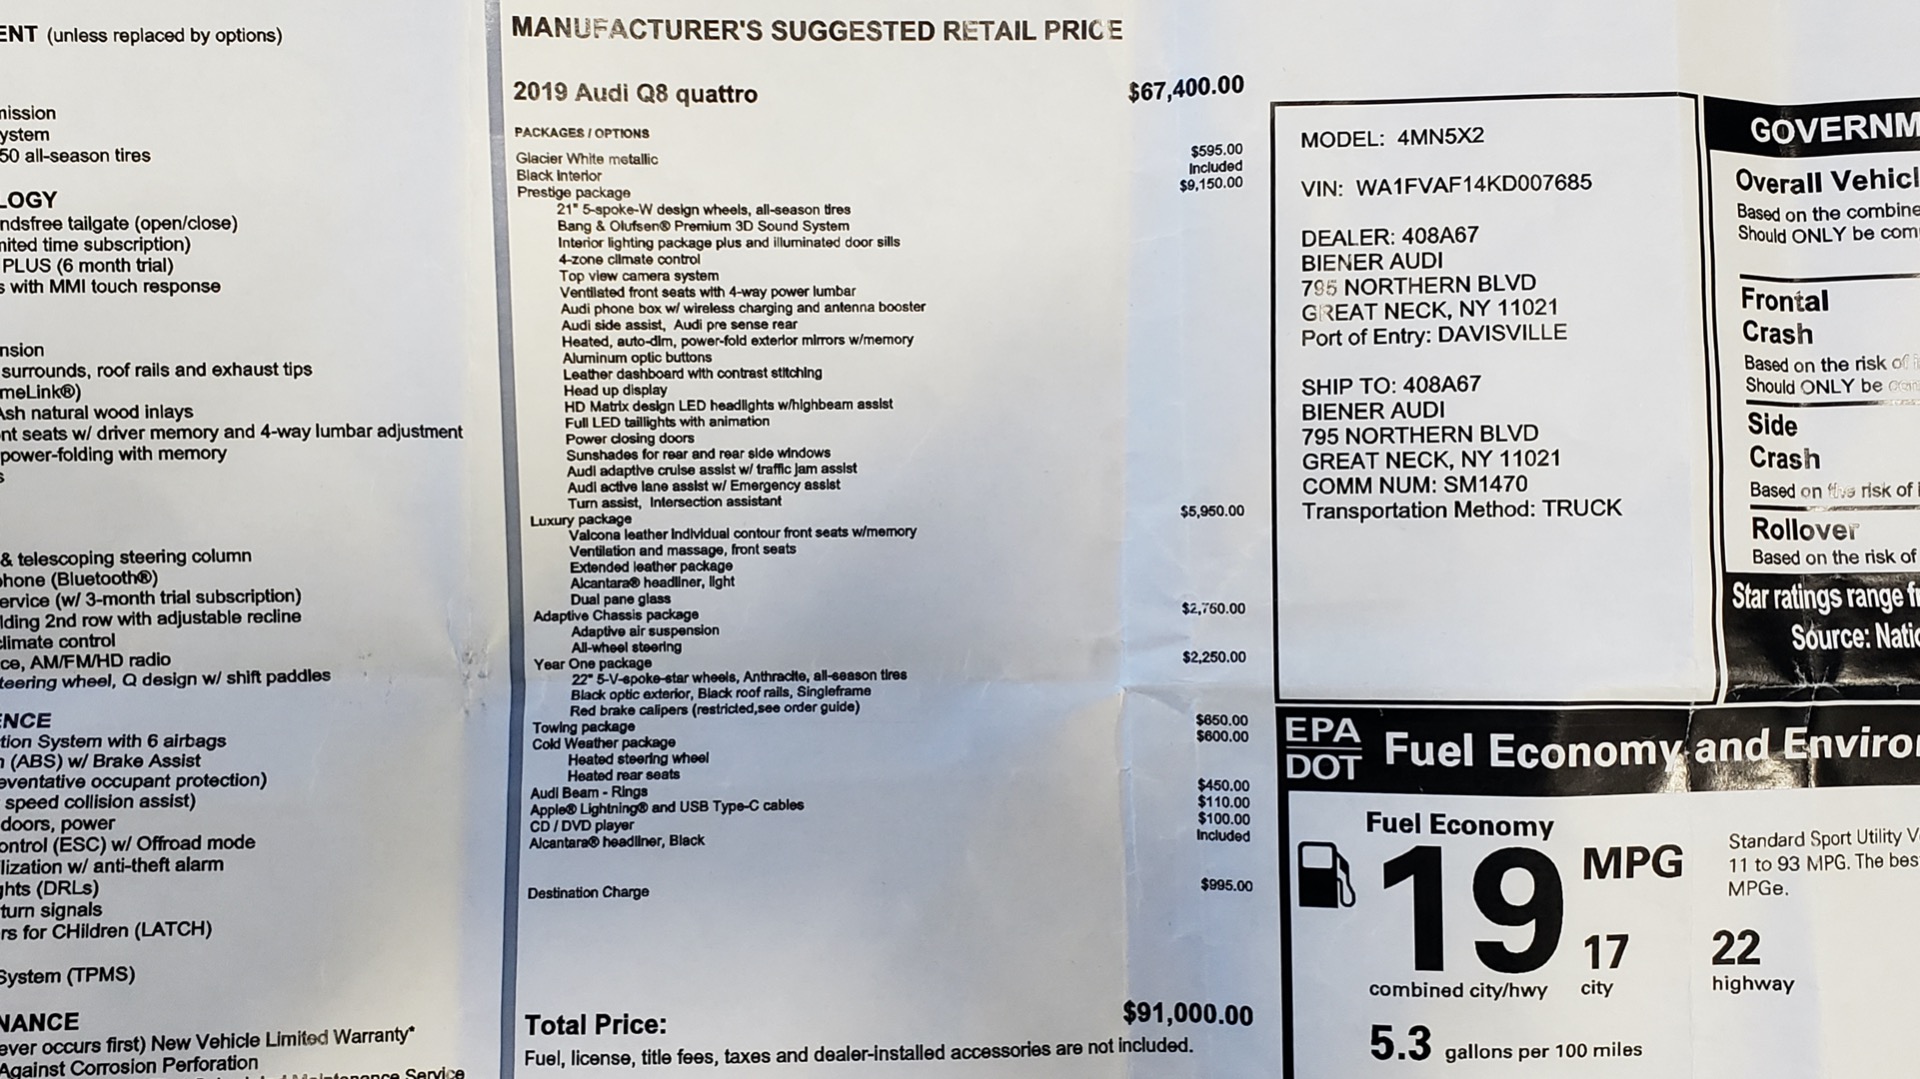 ENT (unless replaced by options)
mission
ystem
50 all-season tires
LOGY
ndsfree tailgate (open/close)
mited time subscription)
PLUS (6 month trial)
s with MMI touch response
nsion
surrounds, roof rails and exhaust tips
meLink®)
Ash natural wood inlays
nt seats w/ driver memory and 4-way lumbar adjustment
power-folding with memory
s
& telescoping steering column
phone (Bluetooth®)
ervice (w/ 3-month trial subscription)
lding 2nd row with adjustable recline
climate control
ce, AM/FM/HD radio
teering wheel, Q design w/ shift paddles
ENCE
tion System with 6 airbags
n (ABS) w/ Brake Assist
eventative occupant protection)
speed collision assist)
doors, power
ontrol (ESC) w/ Offroad mode
lization w/ anti-theft alarm
ghts (DRLs)
turn signals
rs for CHildren (LATCH)
System (TPMS)
NANCE
ever occurs first) New Vehicle Limited Warranty*
Against Corrosion Perforation
Maintenance Service
MANUFACTURER'S SUGGESTED RETAIL PRICE
2019 Audi Q8 quattro $67,400.00
PACKAGES / OPTIONS
Glacier White metallic $595.00
Black Interior Included
Prestige package $9,150.00
21" 5-spoke-W design wheels, all-season tires
Bang & Olufsen® Premium 3D Sound System
Interior lighting package plus and illuminated door sills
4-zone climate control
Top view camera system
Ventilated front seats with 4-way power lumbar
Audi phone box w/ wireless charging and antenna booster
Audi side assist, Audi pre sense rear
Heated, auto-dim, power-fold exterior mirrors w/memory
Aluminum optic buttons
Leather dashboard with contrast stitching
Head up display
HD Matrix design LED headlights w/highbeam assist
Full LED taillights with animation
Power closing doors
Sunshades for rear and rear side windows
Audi adaptive cruise assist w/ traffic jam assist
Audi active lane assist w/ Emergency assist
Turn assist, Intersection assistant
Luxury package $5,950.00
Valcona leather Individual contour front seats w/memory
Ventilation and massage, front seats
Extended leather package
Alcantara® headliner, light
Dual pane glass
Adaptive Chassis package $2,750.00
Adaptive air suspension
All-wheel steering
Year One package $2,250.00
22" 5-V-spoke-star wheels, Anthracite, all-season tires
Black optic exterior, Black roof rails, Singleframe
Red brake calipers (restricted,see order guide)
Towing package $650.00
Cold Weather package $600.00
Heated steering wheel
Heated rear seats
Audi Beam - Rings $450.00
Apple® Lightning® and USB Type-C cables $110.00
CD / DVD player $100.00
Alcantara® headliner, Black Included
Destination Charge $995.00
Total Price: $91,000.00
Fuel, license, title fees, taxes and dealer-installed accessories are not included.
MODEL: 4MN5X2
VIN: WA1FVAF14KD007685
DEALER: 408A67
BIENER AUDI
795 NORTHERN BLVD
GREAT NECK, NY 11021
Port of Entry: DAVISVILLE
SHIP TO: 408A67
BIENER AUDI
795 NORTHERN BLVD
GREAT NECK, NY 11021
COMM NUM: SM1470
Transportation Method: TRUCK
GOVERNM
Overall Vehicl
Based on the combine
Should ONLY be com
Frontal
Crash
Based on the risk of
Should ONLY be
Side
Crash
Based on the risk of i
Rollover
Based on the risk of
Star ratings range f
Source: Natio
EPA
DOT
Fuel Economy and Enviro
Fuel Economy
19 MPG
combined city/hwy
17
city
22
highway
5.3 gallons per 100 miles
Standard Sport Utility V
11 to 93 MPG. The bes
MPGe.